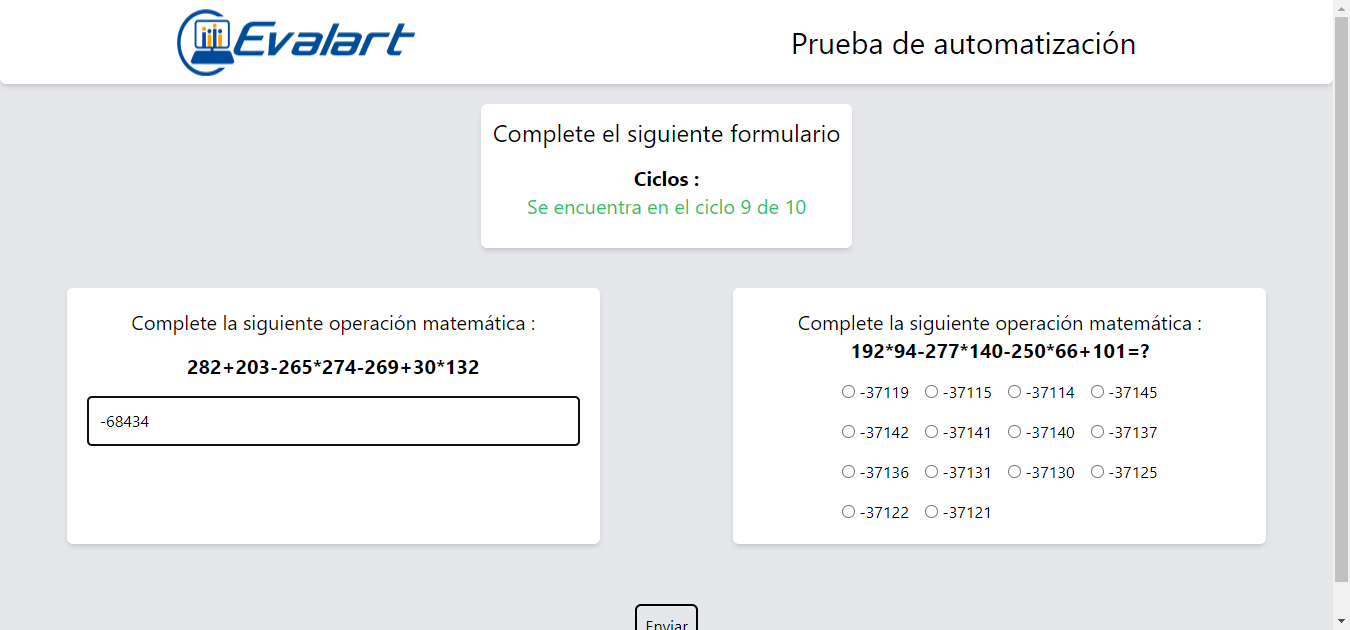 Evalart
Prueba de automatización
Complete el siguiente formulario
Ciclos :
Se encuentra en el ciclo 9 de 10
Complete la siguiente operación matemática :
282+203-265*274-269+30*132
-68434
Complete la siguiente operación matemática :
192*94-277*140-250*66+101=?
-37119 -37115 -37114 -37145
-37142 -37141 -37140 -37137
-37136 -37131 -37130 -37125
-37122 -37121
Enviar